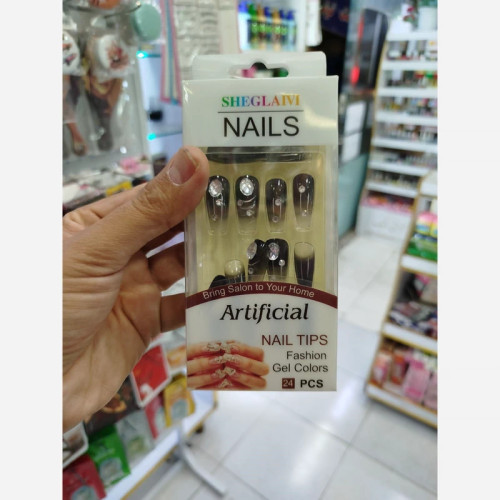 SHEGLAIVI
NAILS
Bring Salon to Your Home
Artificial
NAIL TIPS
Fashion
Gel Colors
24 PCS